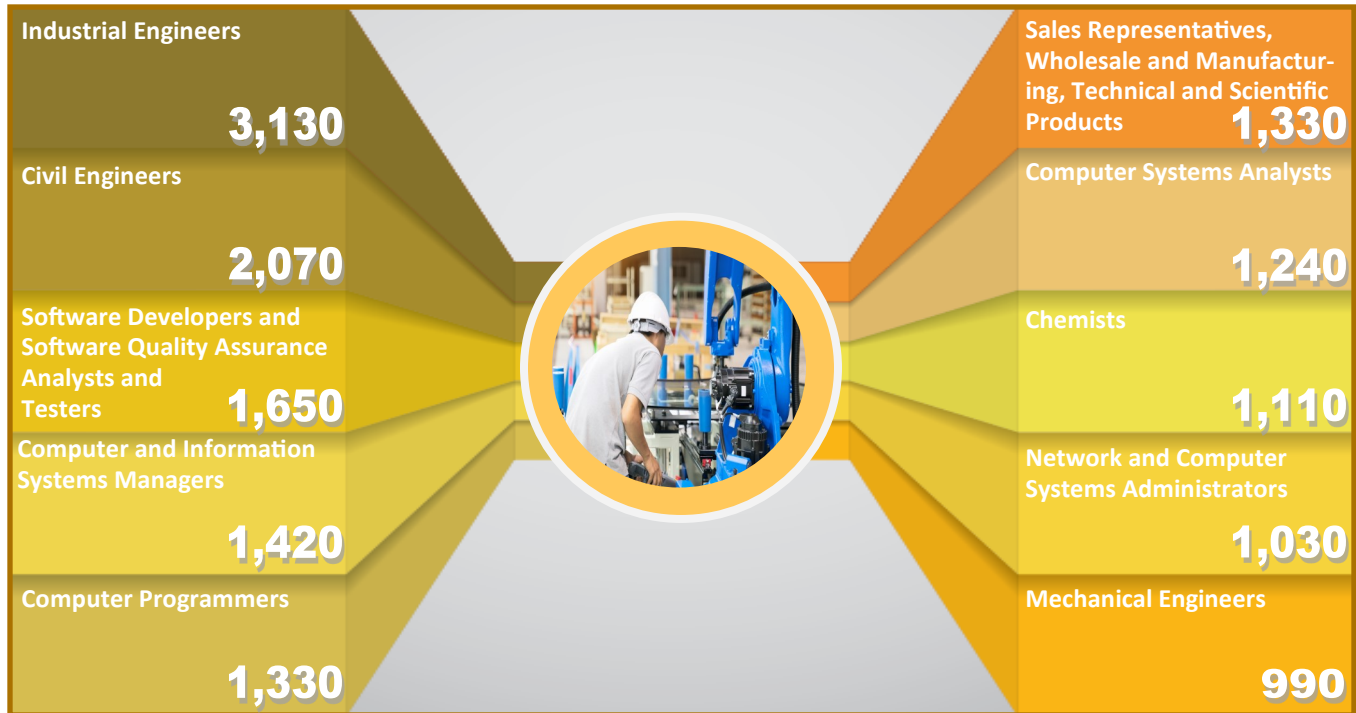 Industrial Engineers
3,130
Civil Engineers
2,070
Software Developers and
Software Quality Assurance
Analysts and
Testers 1,650
Computer and Information
Systems Managers
1,420
Computer Programmers
1,330
Sales Representatives,
Wholesale and Manufactur-
ing, Technical and Scientific
Products 1,330
Computer Systems Analysts
1,240
Chemists
1,110
Network and Computer
Systems Administrators
1,030
Mechanical Engineers
990